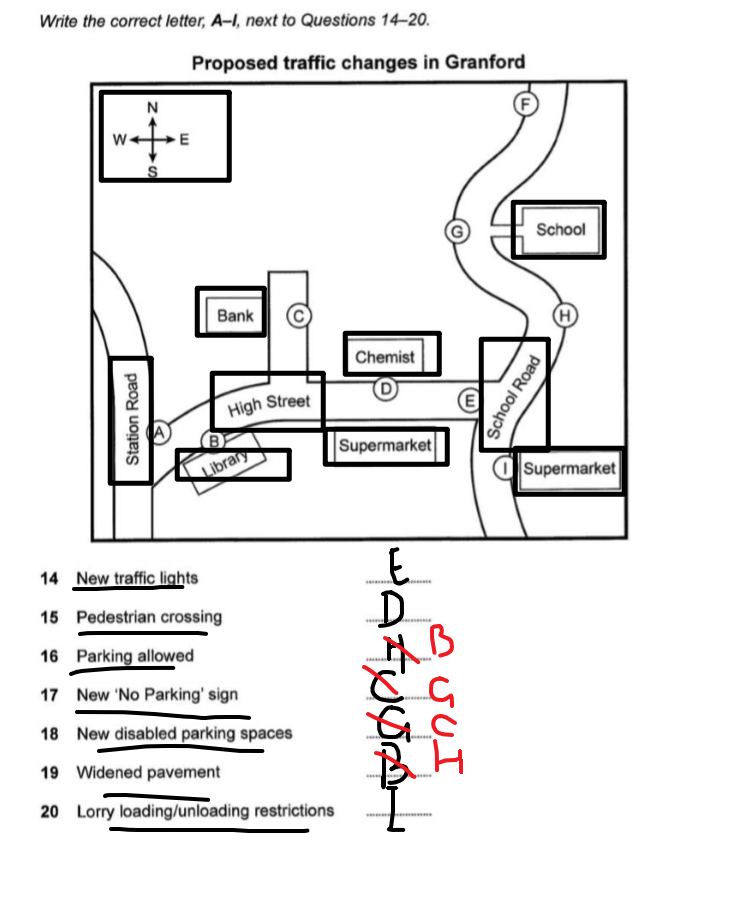 Write the correct letter, A–I, next to Questions 14–20.
Proposed traffic changes in Granford
N
W E
S
F
G
School
H
Bank
C
Chemist
D
E
School Road
High Street
Station Road
A
B
Library
Supermarket
I
Supermarket
14 New traffic lights E
15 Pedestrian crossing D
16 Parking allowed H B
17 New 'No Parking' sign C G
18 New disabled parking spaces G C
19 Widened pavement B H
20 Lorry loading/unloading restrictions I